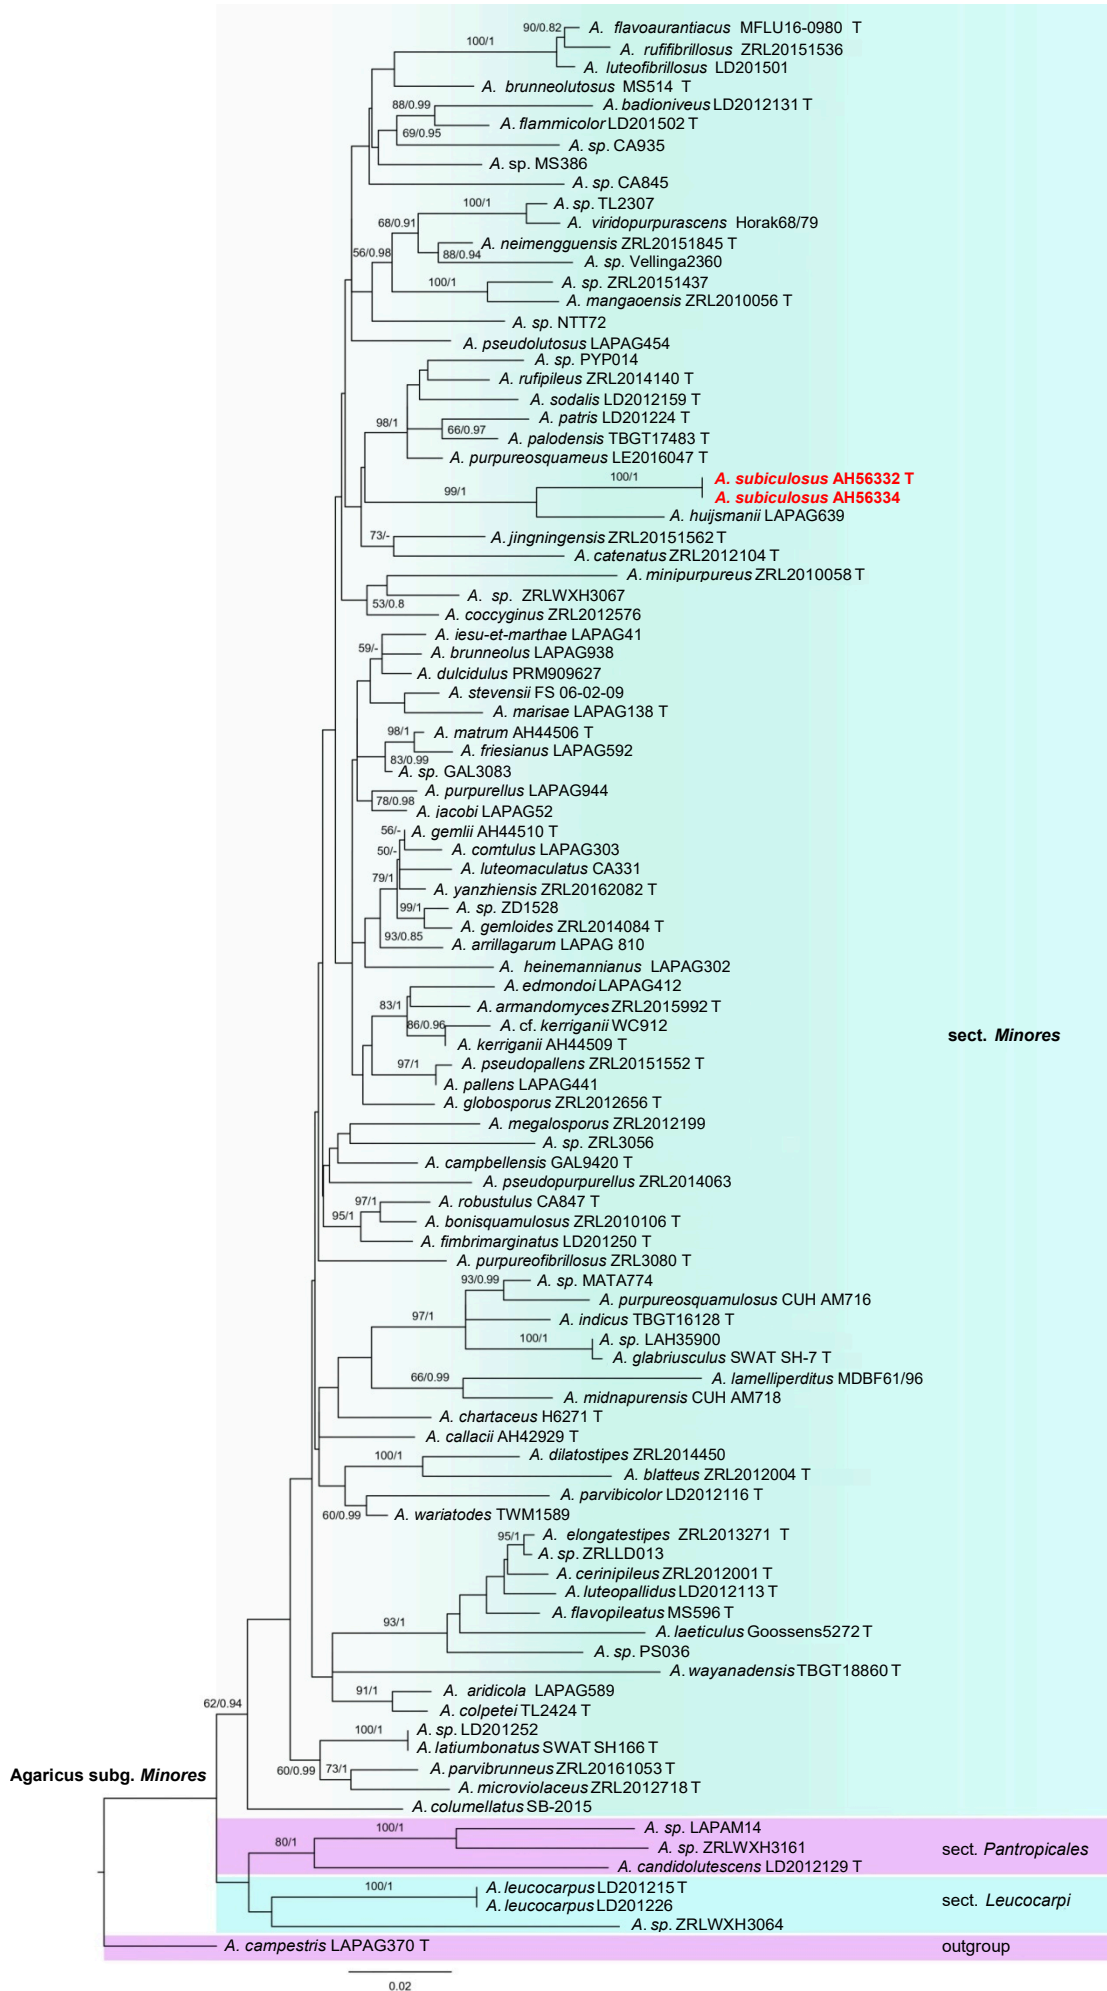 90/0.82
A. flavoaurantiacus MFLU16-0980 T
100/1
A. rufifibrillosus ZRL20151536
A. luteofibrillosus LD201501
A. brunneolutosus MS514 T
88/0.99
A. badioniveus LD2012131 T
A. flammicolor LD201502 T
69/0.95
A. sp. CA935
A. sp. MS386
A. sp. CA845
100/1
A. sp. TL2307
68/0.91
A. viridopurpurascens Horak68/79
A. neimengguensis ZRL20151845 T
56/0.98
88/0.94
A. sp. Vellinga2360
100/1
A. sp. ZRL20151437
A. mangaoensis ZRL2010056 T
A. sp. NTT72
A. pseudolutosus LAPAG454
A. sp. PYP014
A. rufipileus ZRL2014140 T
A. sodalis LD2012159 T
98/1
A. patris LD201224 T
66/0.97
A. palodensis TBGT17483 T
A. purpureosquameus LE2016047 T
100/1
A. subiculosus AH56332 T
99/1
A. subiculosus AH56334
A. huijsmanii LAPAG639
73/-
A. jingningensis ZRL20151562 T
A. catenatus ZRL2012104 T
A. minipurpureus ZRL2010058 T
53/0.8
A. sp. ZRLWXH3067
A. coccyginus ZRL2012576
A. iesu-et-marthae LAPAG41
59/-
A. brunneolus LAPAG938
A. dulcidulus PRM909627
A. stevensii FS 06-02-09
A. marisae LAPAG138 T
98/1
A. matrum AH44506 T
A. friesianus LAPAG592
83/0.99
A. sp. GAL3083
A. purpurellus LAPAG944
78/0.98
A. iacobi LAPAG52
56/-
A. gemlii AH44510 T
50/-
A. comtulus LAPAG303
A. luteomaculatus CA331
79/1
A. yanzhiensis ZRL20162082 T
99/1
A. sp. ZD1528
A. gemloides ZRL2014084 T
93/0.85
A. arrillagarum LAPAG 810
A. heinemannianus LAPAG302
A. edmondoi LAPAG412
83/1
A. armandomyces ZRL2015992 T
86/0.96
A. cf. kerriganii WC912
sect. Minores
A. kerriganii AH44509 T
97/1
A. pseudopallens ZRL20151552 T
A. pallens LAPAG441
A. globosporus ZRL2012656 T
A. megalosporus ZRL2012199
A. sp. ZRL3056
A. campbellensis GAL9420 T
A. pseudopurpurellus ZRL2014063
97/1
A. robustulus CA847 T
95/1
A. bonisquamulosus ZRL2010106 T
A. fimbrimarginatus LD201250 T
A. purpureofibrillosus ZRL3080 T
93/0.99
A. sp. MATA774
A. purpureosquamulosus CUH AM716
97/1
A. indicus TBGT16128 T
100/1
A. sp. LAH35900
A. glabriusculus SWAT SH-7 T
66/0.99
A. lamelliperditus MDBF61/96
A. midnapurensis CUH AM718
A. chartaceus H6271 T
A. callacii AH42929 T
100/1
A. dilatostipes ZRL2014450
A. blatteus ZRL2012004 T
A. parvibicolor LD2012116 T
60/0.99
A. wariatodes TWM1589
95/1
A. elongatestipes ZRL2013271 T
A. sp. ZRLLD013
A. cerinipileus ZRL2012001 T
A. luteopallidus LD2012113 T
A. flavopileatus MS596 T
93/1
A. laeticulus Goossens5272 T
A. sp. PS036
A. wayanadensis TBGT18860 T
91/1
A. aridicola LAPAG589
62/0.94
A. colpetei TL2424 T
100/1
A. sp. LD201252
A. latiumbonatus SWAT SH166 T
60/0.99
73/1
A. parvibrunneus ZRL20161053 T
Agaricus subg. Minores
A. microviolaceus ZRL2012718 T
A. columellatus SB-2015
100/1
A. sp. LAPAM14
80/1
A. sp. ZRLWXH3161
sect. Pantropicales
A. candidolutescens LD2012129 T
100/1
A. leucocarpus LD201215 T
A. leucocarpus LD201226
sect. Leucocarpi
A. sp. ZRLWXH3064
A. campestris LAPAG370 T
outgroup
0.02